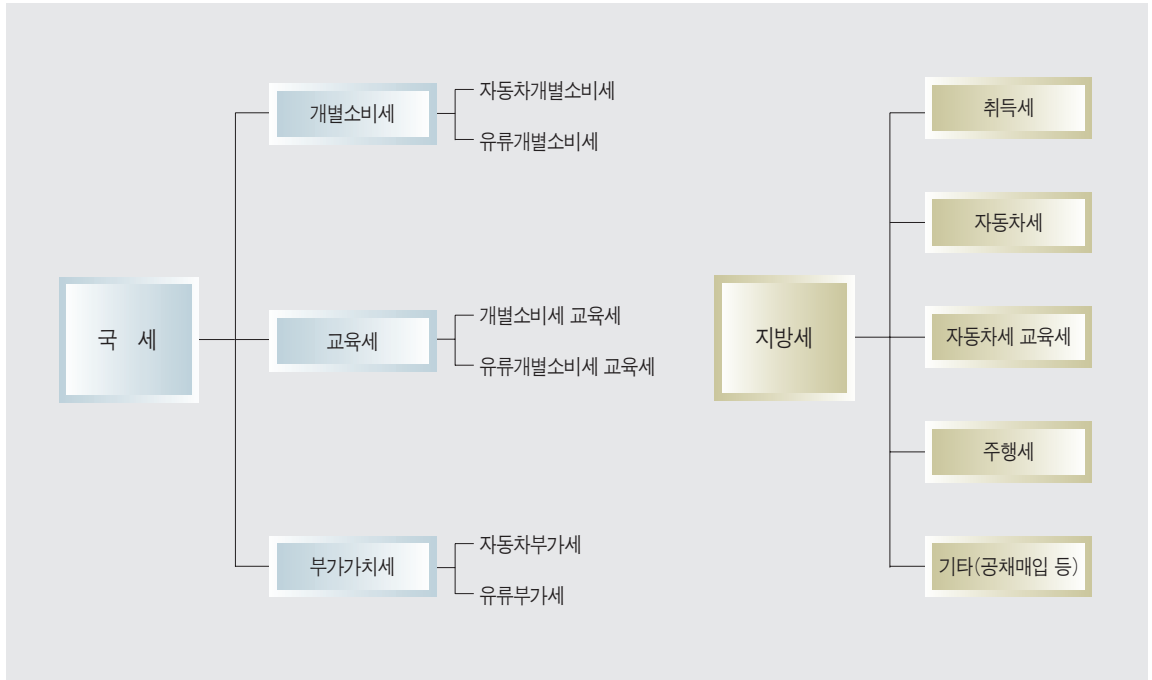 국 세
개별소비세
자동차개별소비세
유류개별소비세
교육세
개별소비세 교육세
유류개별소비세 교육세
부가가치세
자동차부가세
유류부가세
지방세
취득세
자동차세
자동차세 교육세
주행세
기타(공채매입 등)